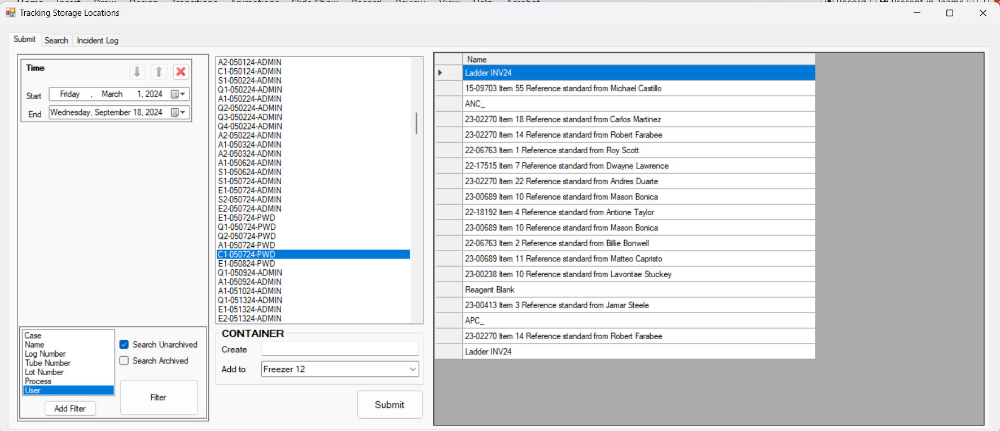 Tracking Storage Locations
Submit
Search
Incident Log
Time
Start
Friday , March 1, 2024
End
Wednesday, September 18, 2024
Case
Name
Log Number
Tube Number
Lot Number
Process
User
Add Filter
Search Unarchived
Search Archived
Filter
A2-050124-ADMIN
C1-050124-ADMIN
S1-050224-ADMIN
Q1-050224-ADMIN
A1-050224-ADMIN
Q2-050224-ADMIN
Q3-050224-ADMIN
Q4-050224-ADMIN
A2-050224-ADMIN
A1-050324-ADMIN
A2-050324-ADMIN
A1-050624-ADMIN
S1-050624-ADMIN
S1-050724-ADMIN
E1-050724-ADMIN
S2-050724-ADMIN
E2-050724-ADMIN
E1-050724-PWD
Q1-050724-PWD
Q2-050724-PWD
A1-050724-PWD
C1-050724-PWD
E1-050824-PWD
Q1-050924-ADMIN
A1-050924-ADMIN
A1-051024-ADMIN
Q1-051324-ADMIN
E1-051324-ADMIN
E2-051324-ADMIN
CONTAINER
Create
Add to
Freezer 12
Submit
Name
Ladder INV24
15-09703 Item 55 Reference standard from Michael Castillo
ANC_
23-02270 Item 18 Reference standard from Carlos Martinez
23-02270 Item 14 Reference standard from Robert Farabee
22-06763 Item 1 Reference standard from Roy Scott
22-17515 Item 7 Reference standard from Dwayne Lawrence
23-02270 Item 22 Reference standard from Andres Duarte
23-00689 Item 10 Reference standard from Mason Bonica
22-18192 Item 4 Reference standard from Antione Taylor
23-00689 Item 10 Reference standard from Mason Bonica
22-06763 Item 2 Reference standard from Billie Bonwell
23-00689 Item 11 Reference standard from Matteo Capristo
23-00238 Item 10 Reference standard from Lavontae Stuckey
Reagent Blank
23-00413 Item 3 Reference standard from Jamar Steele
APC_
23-02270 Item 14 Reference standard from Robert Farabee
Ladder INV24